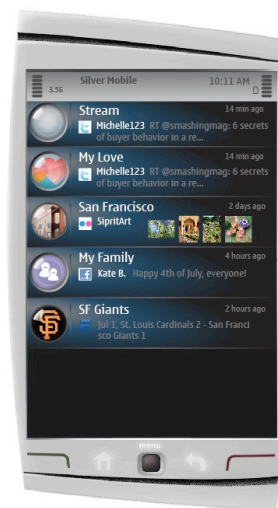 3.5G
Silver Mobile
10:11 AM
Stream
14 min ago
Michelle123 RT @smashingmag: 6 secrets
of buyer behavior in a re...
My Love
14 min ago
Michelle123 RT @smashingmag: 6 secrets
of buyer behavior in a re...
San Francisco
2 days ago
SipritArt
My Family
4 hours ago
Kate B. Happy 4th of July, everyone!
SF Giants
2 hours ago
Jul 1, St. Louis Cardinals 2 - San Franci
sco Giants 1
menu